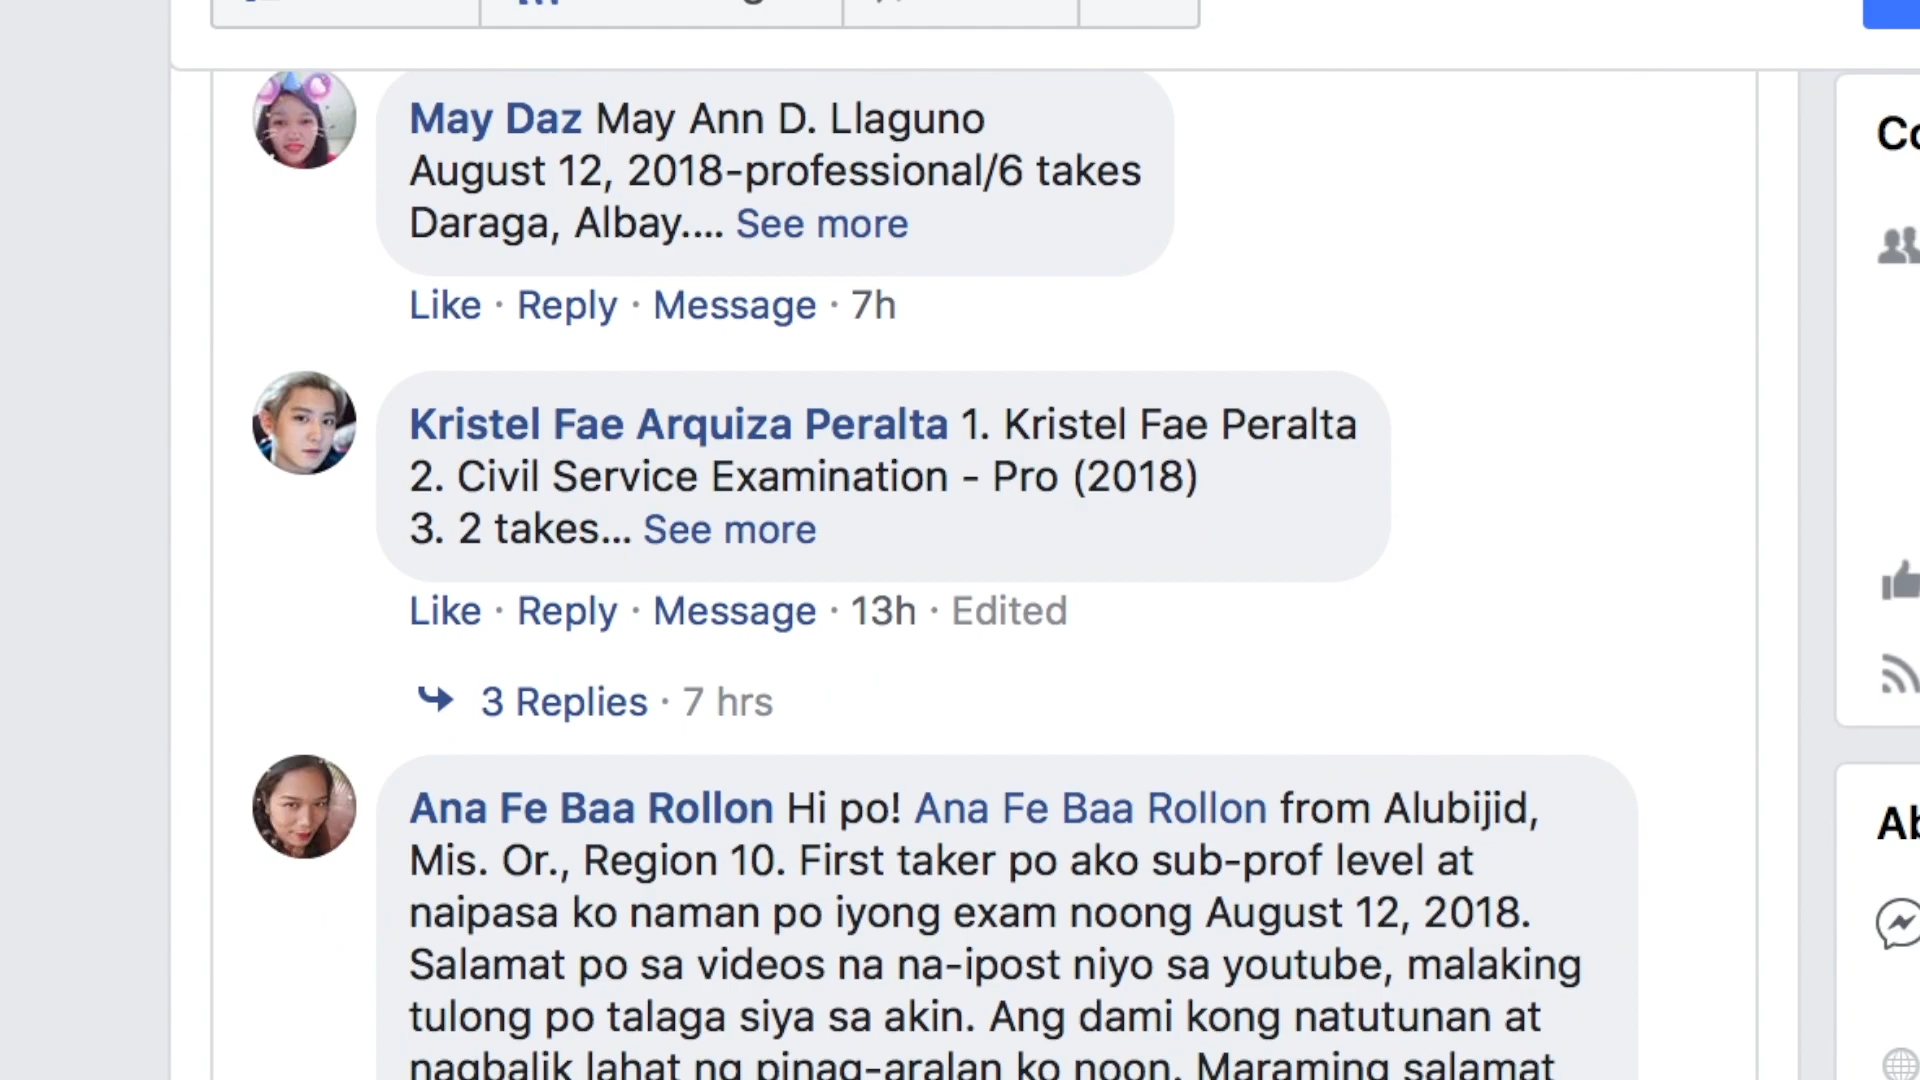 May Daz May Ann D. Llaguno
August 12, 2018-professional/6 takes
Daraga, Albay.... See more
Like · Reply · Message · 7h
Kristel Fae Arquiza Peralta 1. Kristel Fae Peralta
2. Civil Service Examination - Pro (2018)
3. 2 takes... See more
Like · Reply · Message · 13h · Edited
3 Replies · 7 hrs
Ana Fe Baa Rollon Hi po! Ana Fe Baa Rollon from Alubijid,
Mis. Or., Region 10. First taker po ako sub-prof level at
naipasa ko naman po iyong exam noong August 12, 2018.
Salamat po sa videos na na-ipost niyo sa youtube, malaking
tulong po talaga siya sa akin. Ang dami kong natutunan at
nagbalik lahat ng pinag-aralan ko noon. Maraming salamat